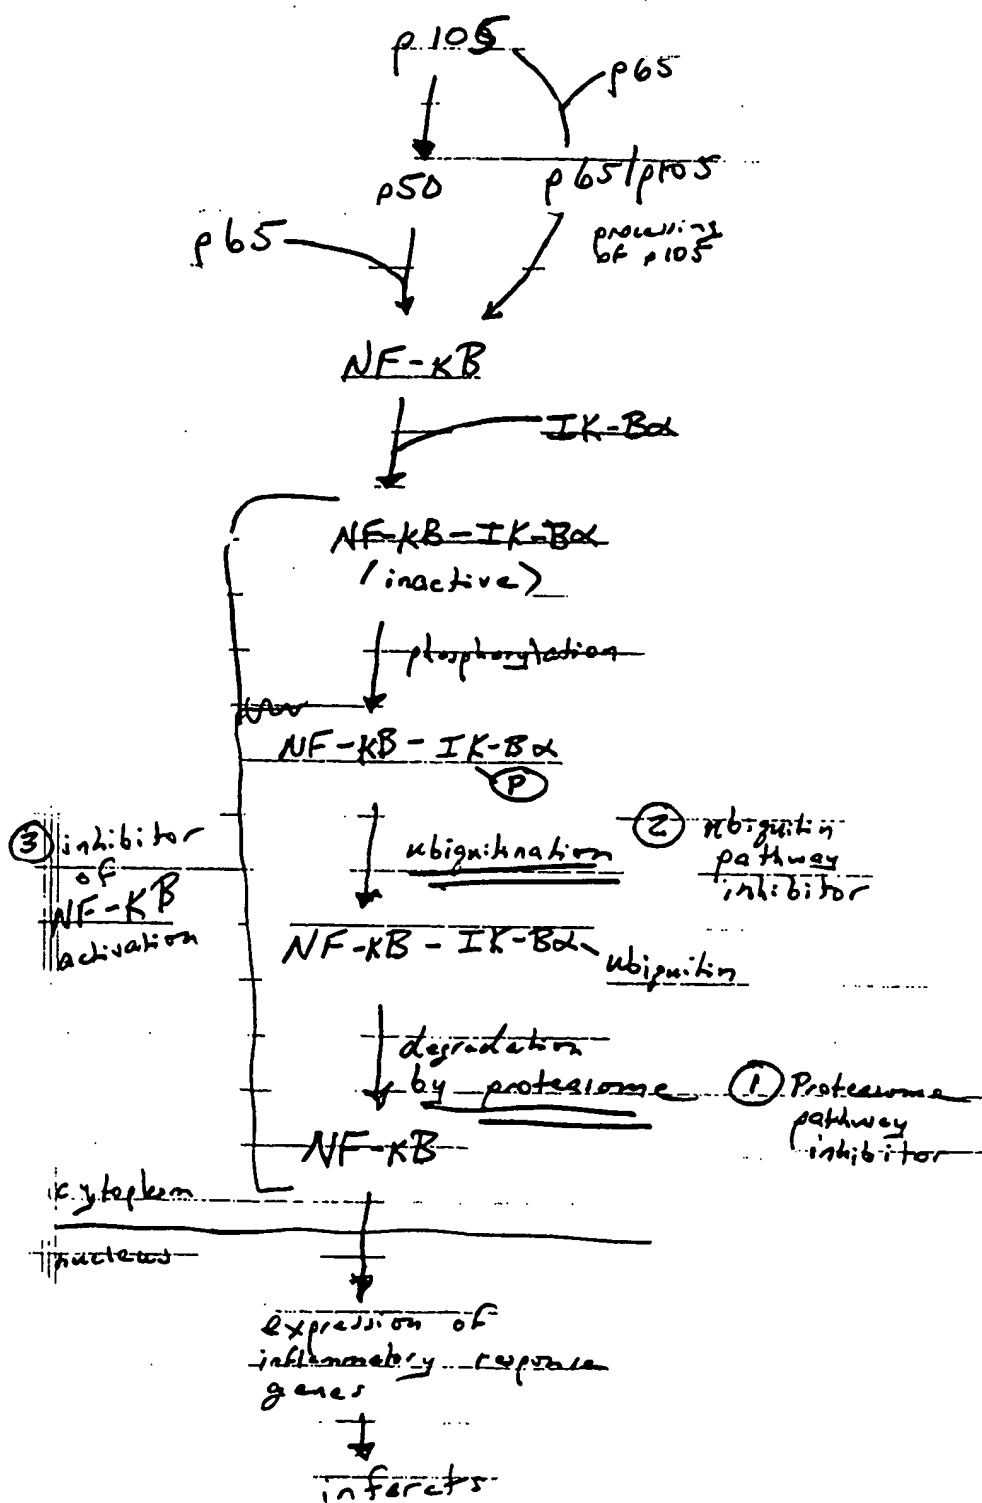 p105
p65
p50
p65/p105
processing
of p105
p65
NF-κB
IK-Bα
NF-κB-IK-Bα
(inactive)
phosphorylation
NF-κB-IK-Bα
P
③ inhibitor
of
NF-κB
activation
ubiquitination
② ubiquitin
pathway
inhibitor
NF-κB-IK-Bα
ubiquitin
degradation
by proteasome
① Proteasome
pathway
inhibitor
NF-κB
cytoplasm
nucleus
expression of
inflammatory response
genes
infarcts